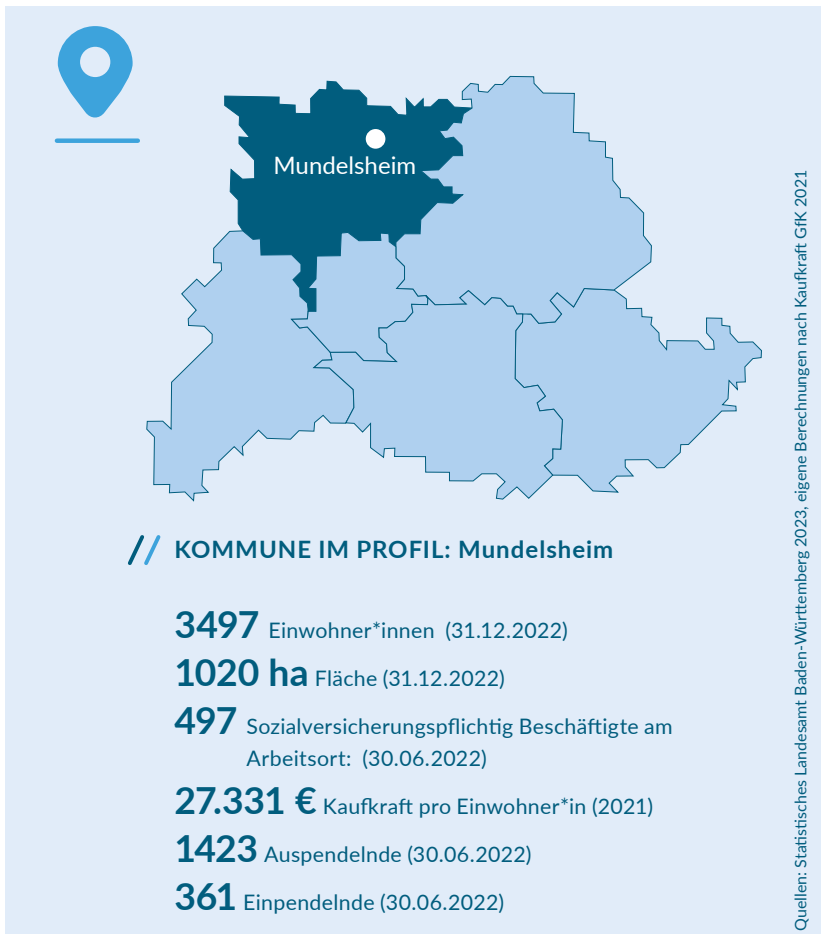 Mundelsheim
// KOMMUNE IM PROFIL: Mundelsheim
3497 Einwohner*innen (31.12.2022)
1020 ha Fläche (31.12.2022)
497 Sozialversicherungspflichtig Beschäftigte am
Arbeitsort: (30.06.2022)
27.331 € Kaufkraft pro Einwohner*in (2021)
1423 Auspendelnde (30.06.2022)
361 Einpendelnde (30.06.2022)
Quellen: Statistisches Landesamt Baden-Württemberg 2023, eigene Berechnungen nach Kaufkraft GfK 2021